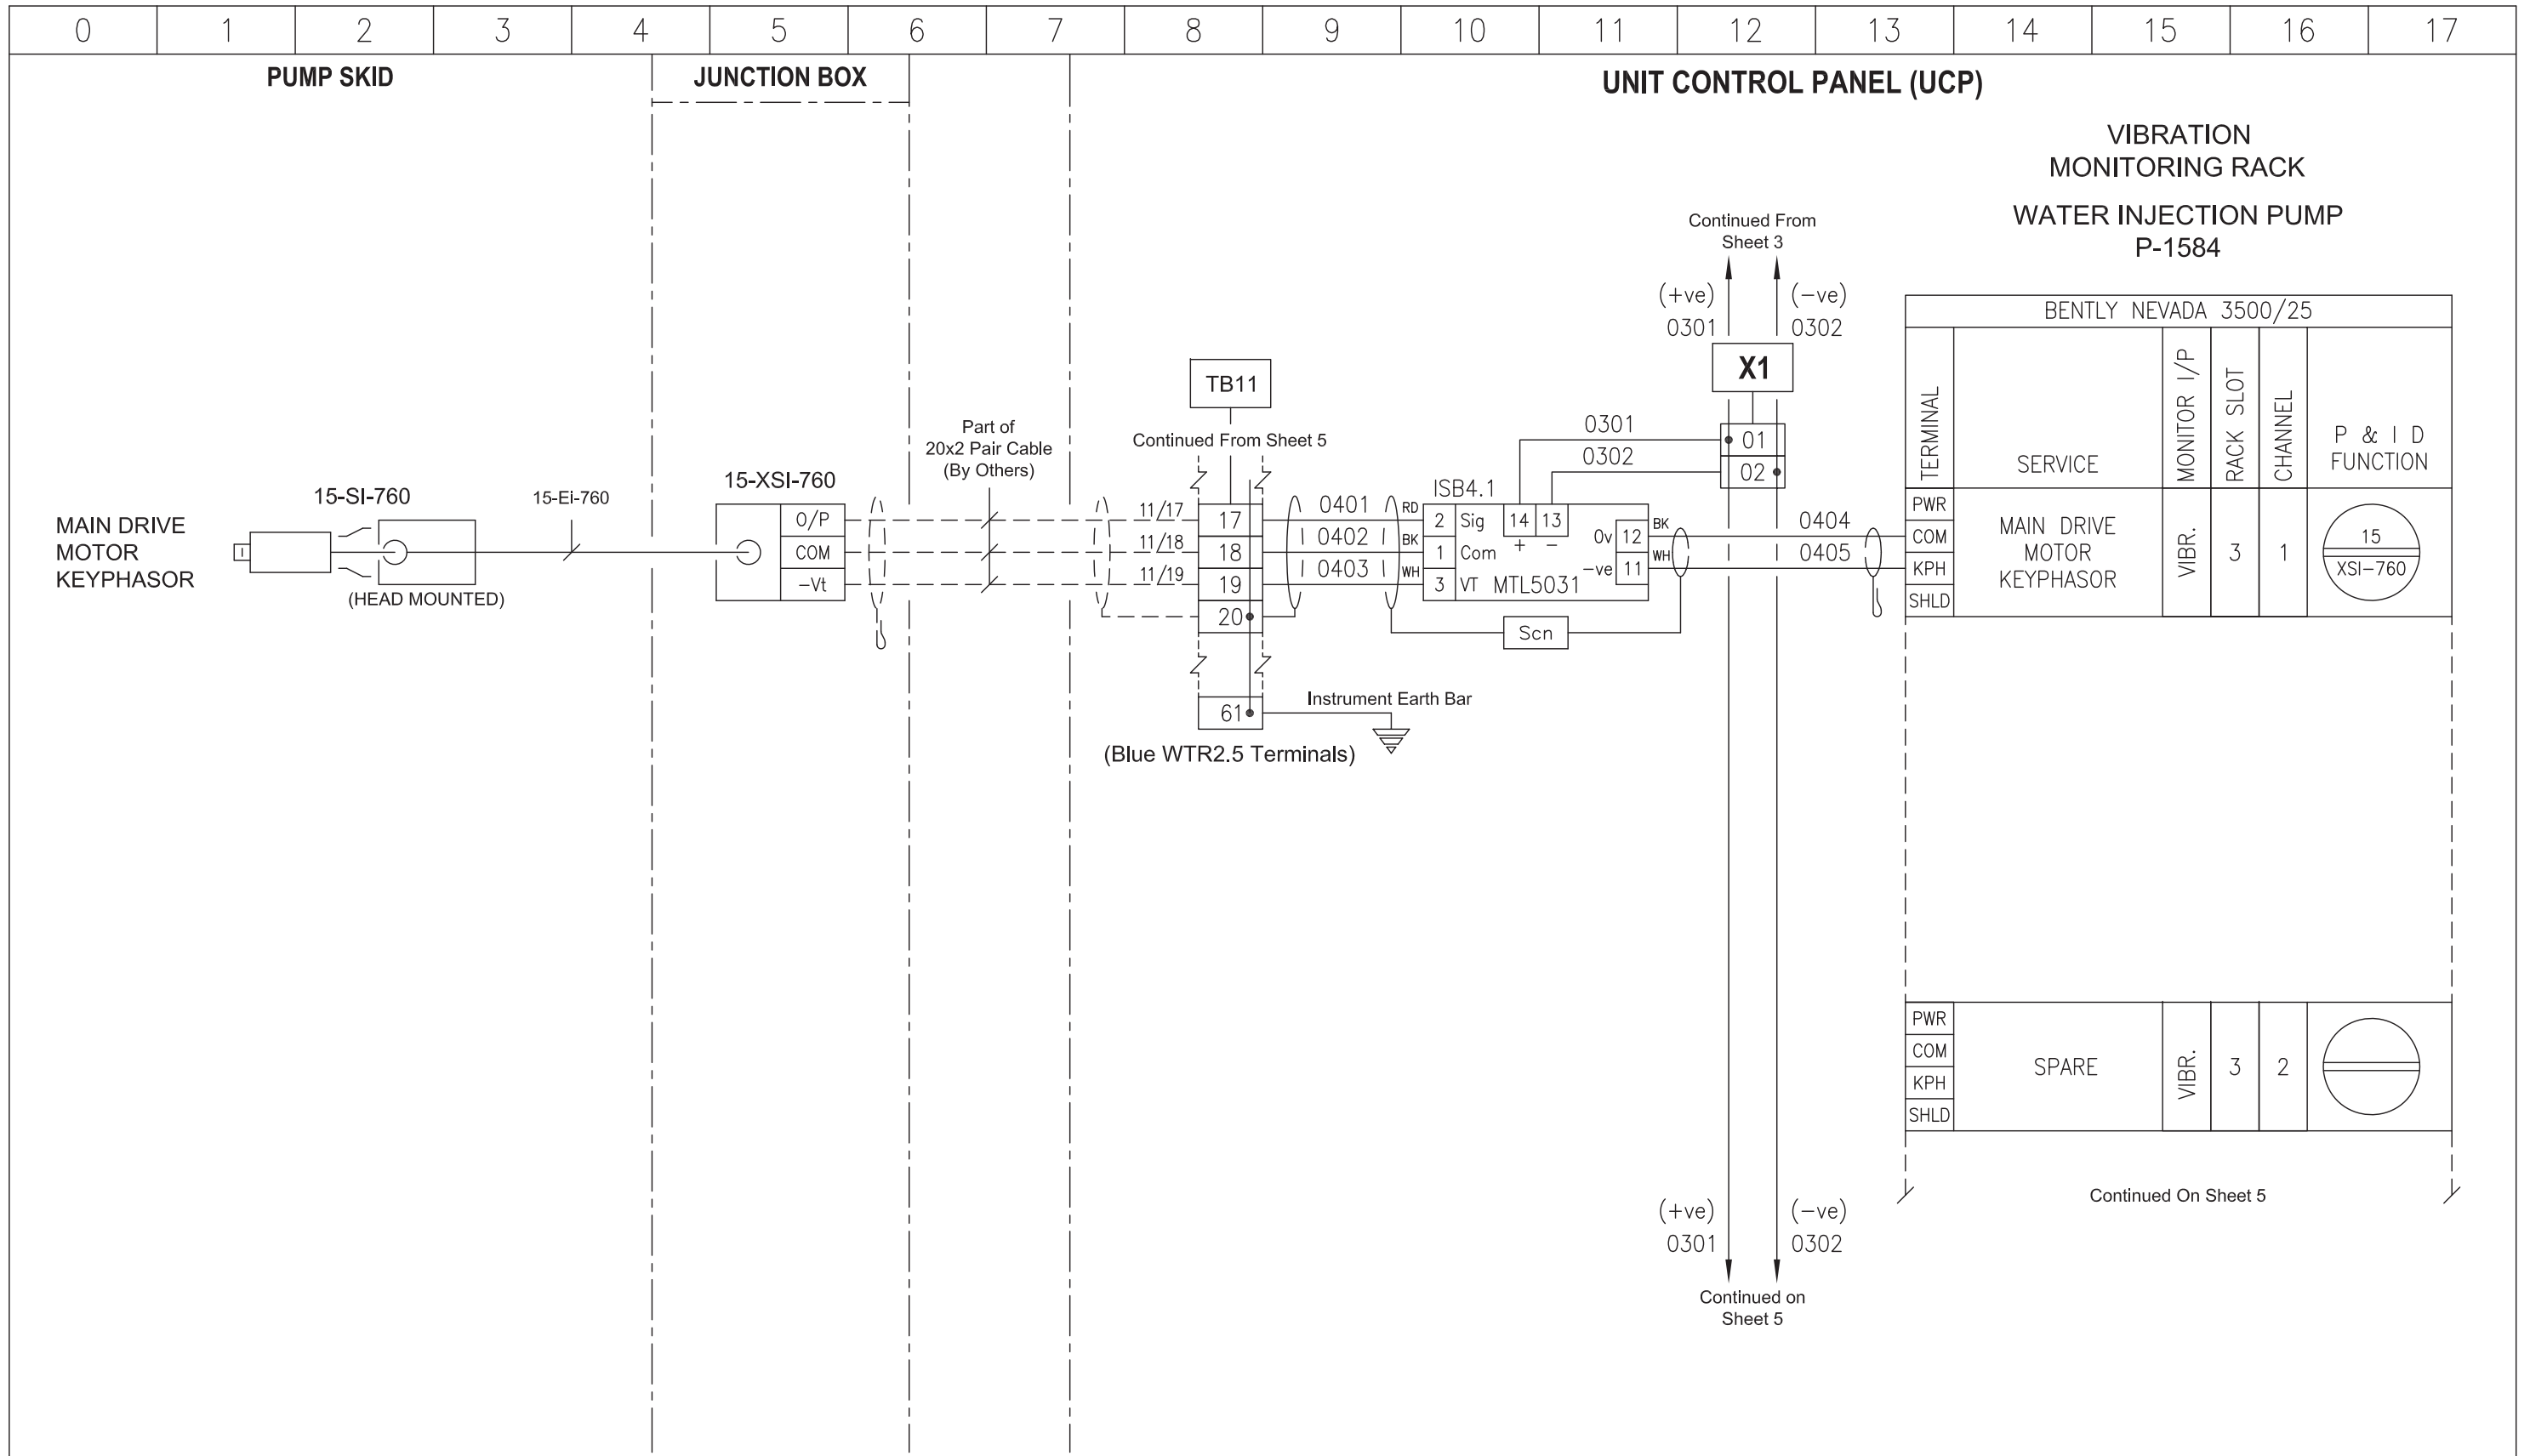 0 1 2 3 4 5 6 7 8 9 10 11 12 13 14 15 16 17
PUMP SKID
JUNCTION BOX
UNIT CONTROL PANEL (UCP)
VIBRATION
MONITORING RACK
WATER INJECTION PUMP
P-1584
MAIN DRIVE
MOTOR
KEYPHASOR
15-SI-760
(HEAD MOUNTED)
15-Ei-760
15-XSI-760
O/P
COM
-Vt
Part of
20x2 Pair Cable
(By Others)
TB11
Continued From Sheet 5
11/17
11/18
11/19
17
18
19
20
61
Instrument Earth Bar
(Blue WTR2.5 Terminals)
0401
0402
0403
RD
BK
WH
ISB4.1
2 Sig
1 Com
3 VT
14 13
+ -
MTL5031
0v 12
-ve 11
BK
WH
Scn
Continued From
Sheet 3
(+ve)
0301
(-ve)
0302
X1
0301
0302
01
02
0404
0405
(+ve)
0301
(-ve)
0302
Continued on
Sheet 5
BENTLY NEVADA 3500/25
TERMINAL
SERVICE
MONITOR I/P
RACK SLOT
CHANNEL
P & I D
FUNCTION
PWR
COM
KPH
SHLD
MAIN DRIVE
MOTOR
KEYPHASOR
VIBR.
3
1
15
XSI-760
PWR
COM
KPH
SHLD
SPARE
VIBR.
3
2
Continued On Sheet 5